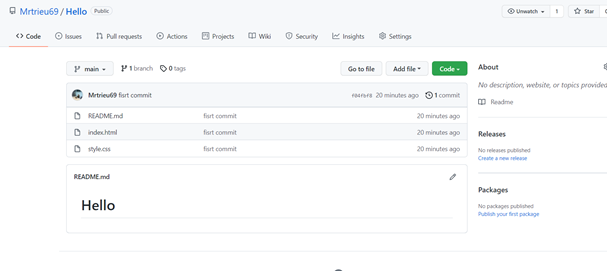 Mrtrieu69 / Hello Public
Unwatch 1 Star
Code Issues Pull requests Actions Projects Wiki Security Insights Settings
main 1 branch 0 tags Go to file Add file Code
Mrtrieu69 fisrt commit 20 minutes ago 1 commit
README.md fisrt commit 20 minutes ago
index.html fisrt commit 20 minutes ago
style.css fisrt commit 20 minutes ago
README.md
Hello
About
No description, website, or topics provided
Readme
Releases
No releases published
Create a new release
Packages
No packages published
Publish your first package